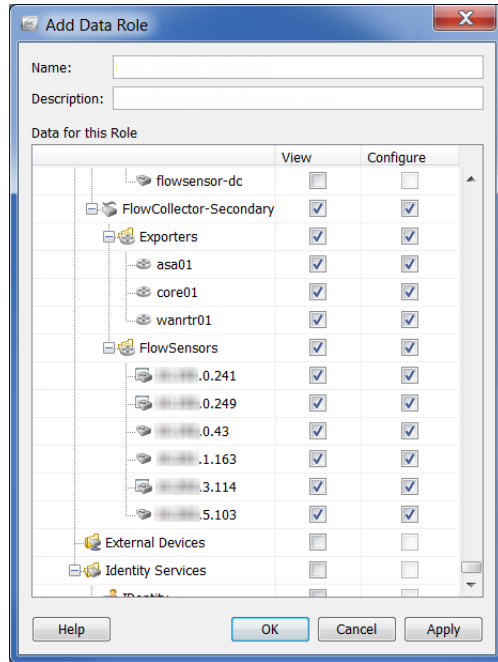 Add Data Role
Name:
Description:
Data for this Role
View Configure
flowsensor-dc
FlowCollector-Secondary
Exporters
asa01
core01
wanrtr01
FlowSensors
.0.241
.0.249
.0.43
.1.163
.3.114
.5.103
External Devices
Identity Services
Help OK Cancel Apply